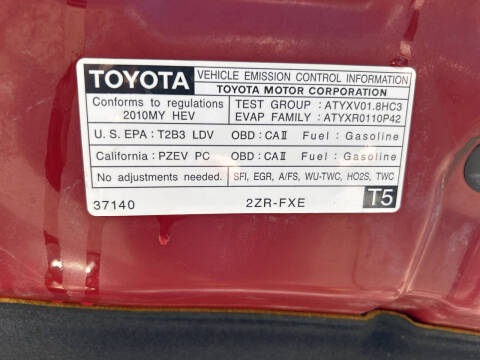 TOYOTA VEHICLE EMISSION CONTROL INFORMATION
TOYOTA MOTOR CORPORATION
Conforms to regulations TEST GROUP : ATYXV01.8HC3
2010MY HEV EVAP FAMILY : ATYXR0110P42
U.S. EPA : T2B3 LDV OBD : CAⅡ Fuel : Gasoline
California : PZEV PC OBD : CAⅡ Fuel : Gasoline
No adjustments needed. SFI, EGR, A/FS, WU-TWC, HO2S, TWC
37140 2ZR-FXE T5